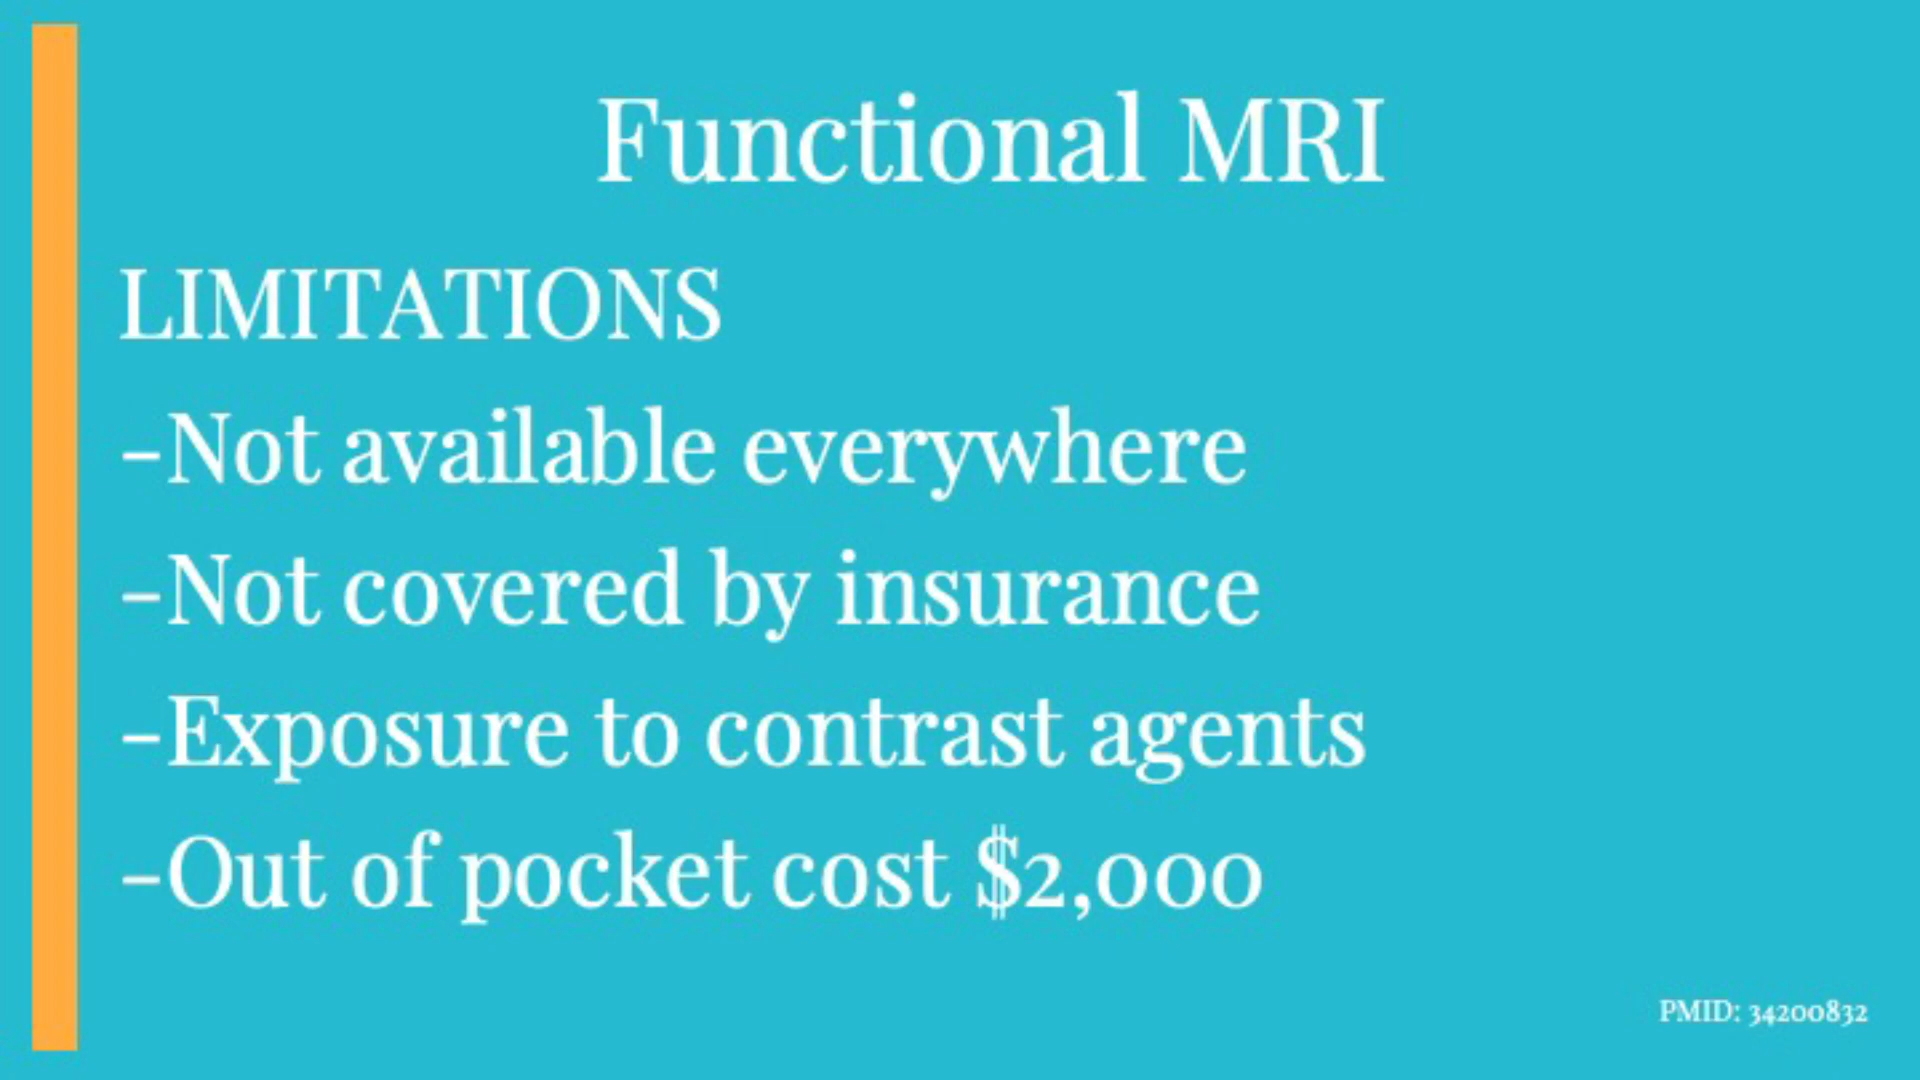 Functional MRI
LIMITATIONS
-Not available everywhere
-Not covered by insurance
-Exposure to contrast agents
-Out of pocket cost $2,000
PMID: 34200832